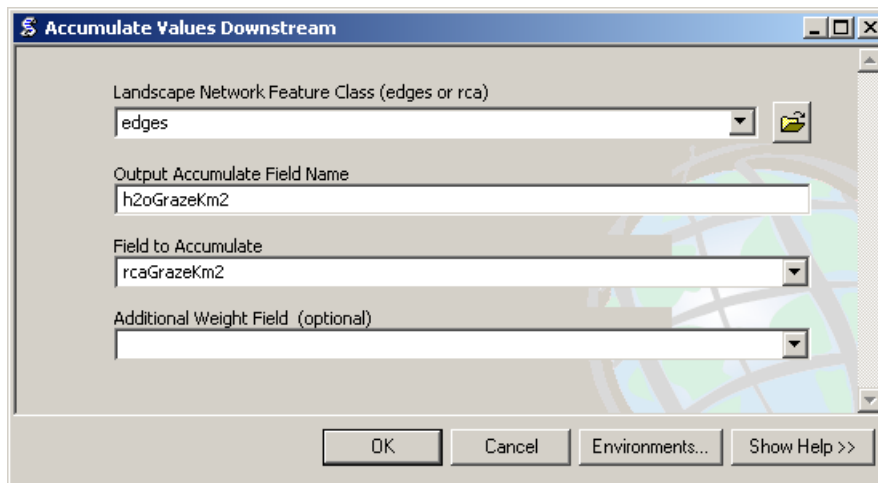 Accumulate Values Downstream
Landscape Network Feature Class (edges or rca)
edges
Output Accumulate Field Name
h2oGrazeKm2
Field to Accumulate
rcaGrazeKm2
Additional Weight Field (optional)
OK Cancel Environments... Show Help >>